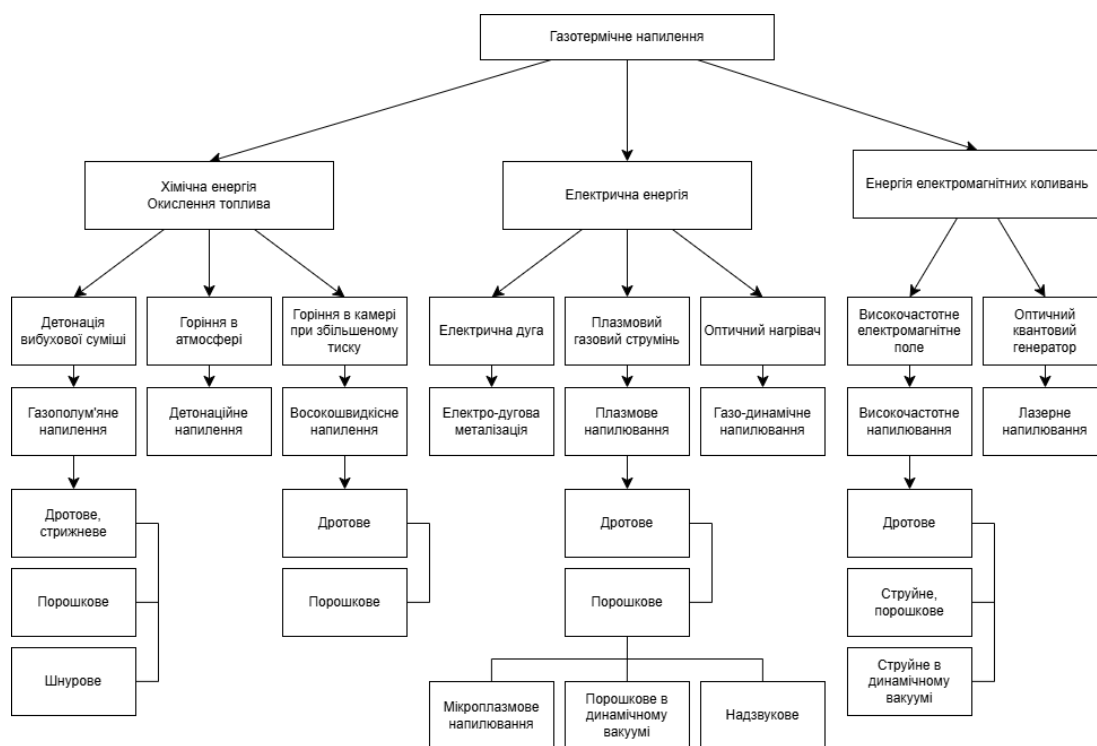 Газотермічне напилення
Хімічна енергія
Окислення топлива
Електрична енергія
Енергія електромагнітних коливань
Детонація
вибухової суміші
Горіння в
атмосфері
Горіння в камері
при збільшеному
тиску
Електрична дуга
Плазмовий
газовий струмінь
Оптичний нагрівач
Високочастотне
електромагнітне
поле
Оптичний
квантовий
генератор
Газополум'яне
напилення
Детонаційне
напилення
Восокошвидкісне
напилення
Електро-дугова
металізація
Плазмове
напилювання
Газо-динамічне
напилювання
Високочастотне
напилювання
Лазерне
напилення
Дротове,
стрижневе
Дротове
Дротове
Дротове
Порошкове
Порошкове
Порошкове
Струйне,
порошкове
Шнурове
Мікроплазмове
напилювання
Порошкове в
динамічному
вакуумі
Надзвукове
Струйне в
динамічному
вакуумі